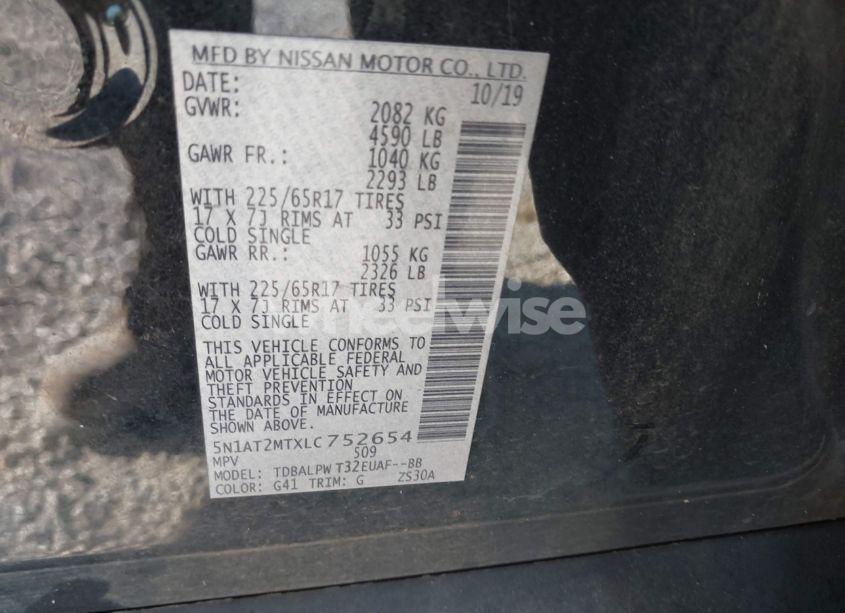 MFD BY NISSAN MOTOR CO., LTD.
DATE: 10/19
GVWR: 2082 KG
4590 LB
GAWR FR.: 1040 KG
2293 LB
WITH 225/65R17 TIRES
17 X 7J RIMS AT 33 PSI
COLD SINGLE
GAWR RR.: 1055 KG
2326 LB
WITH 225/65R17 TIRES
17 X 7J RIMS AT 33 PSI
COLD SINGLE
wheelwise
THIS VEHICLE CONFORMS TO
ALL APPLICABLE FEDERAL
MOTOR VEHICLE SAFETY AND
THEFT PREVENTION
STANDARDS IN EFFECT ON
THE DATE OF MANUFACTURE
SHOWN ABOVE.
5N1AT2MTXLC752654
MPV 509
MODEL: TDBALPW T32EUAF--BB
COLOR: G41 TRIM: G ZS30A